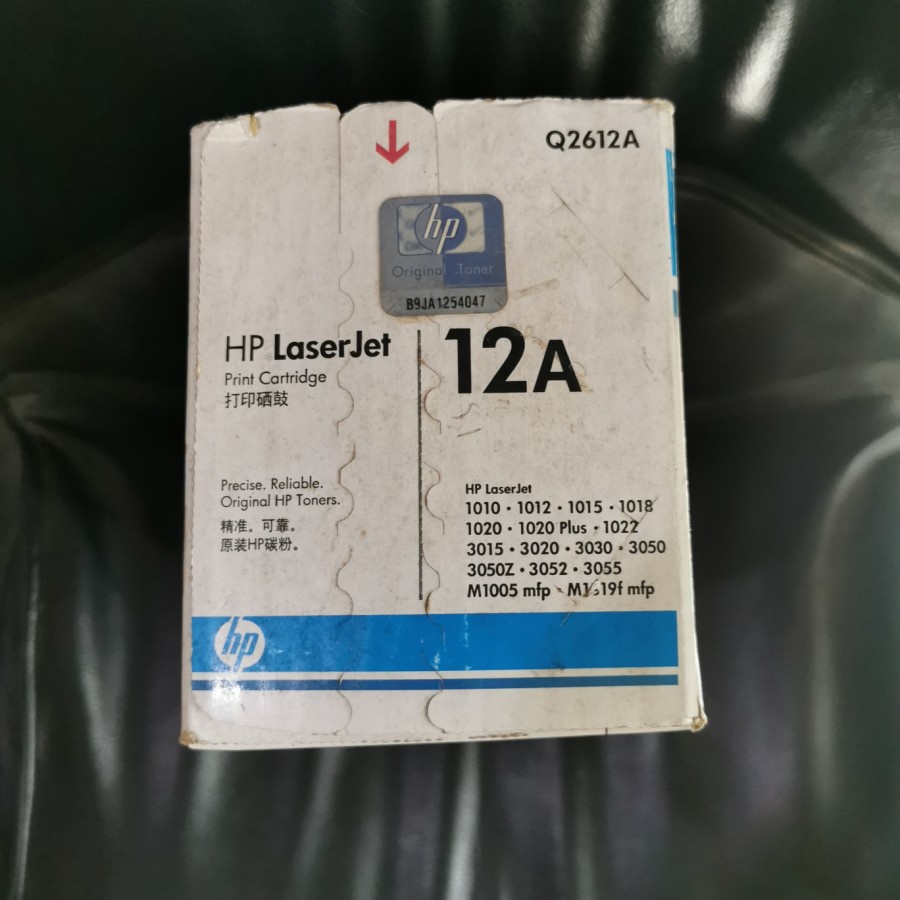 Q2612A
hp
Original Toner
B9JA1254047
HP LaserJet
Print Cartridge
打印硒鼓
12A
Precise. Reliable.
Original HP Toners.
精准。可靠。
原装HP碳粉。
HP LaserJet
1010 · 1012 · 1015 · 1018
1020 · 1020 Plus · 1022
3015 · 3020 · 3030 · 3050
3050Z · 3052 · 3055
M1005 mfp · M1319f mfp
hp